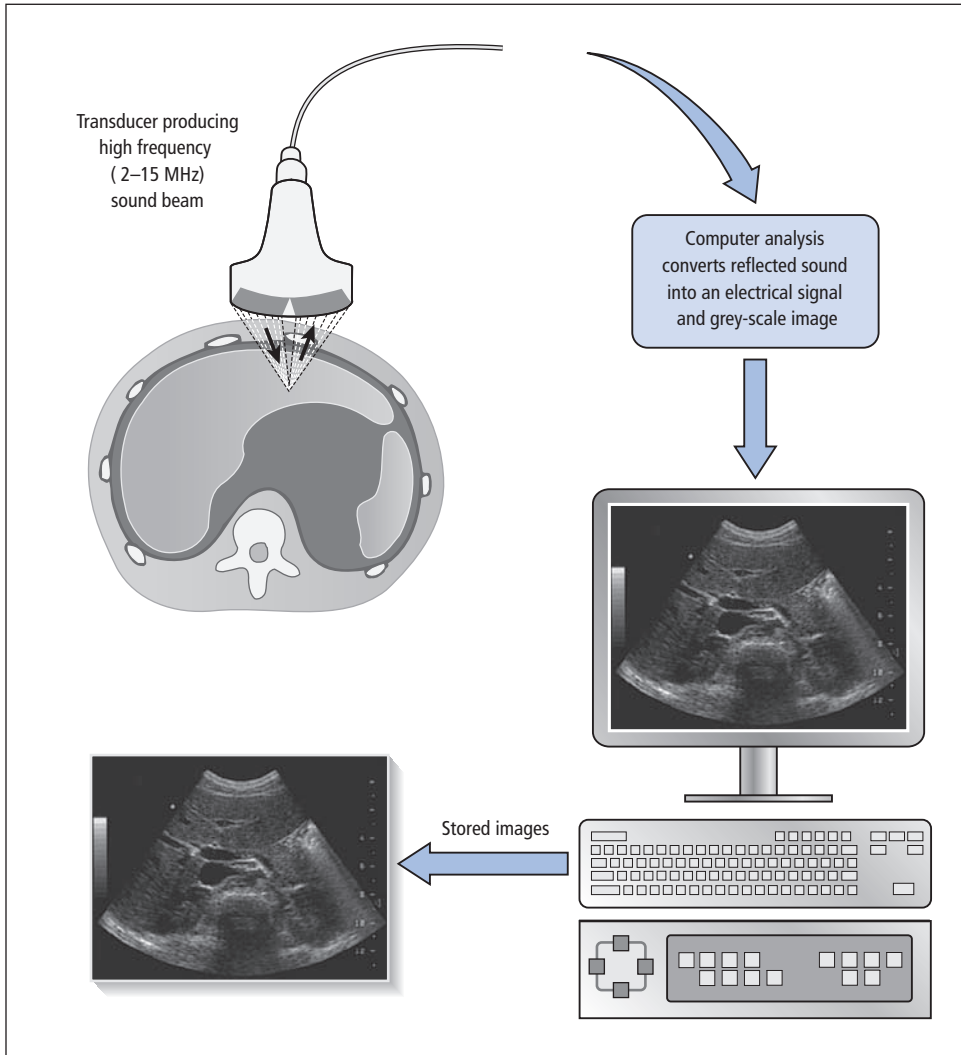 Transducer producing
high frequency
( 2–15 MHz)
sound beam
Computer analysis
converts reflected sound
into an electrical signal
and grey-scale image
Stored images